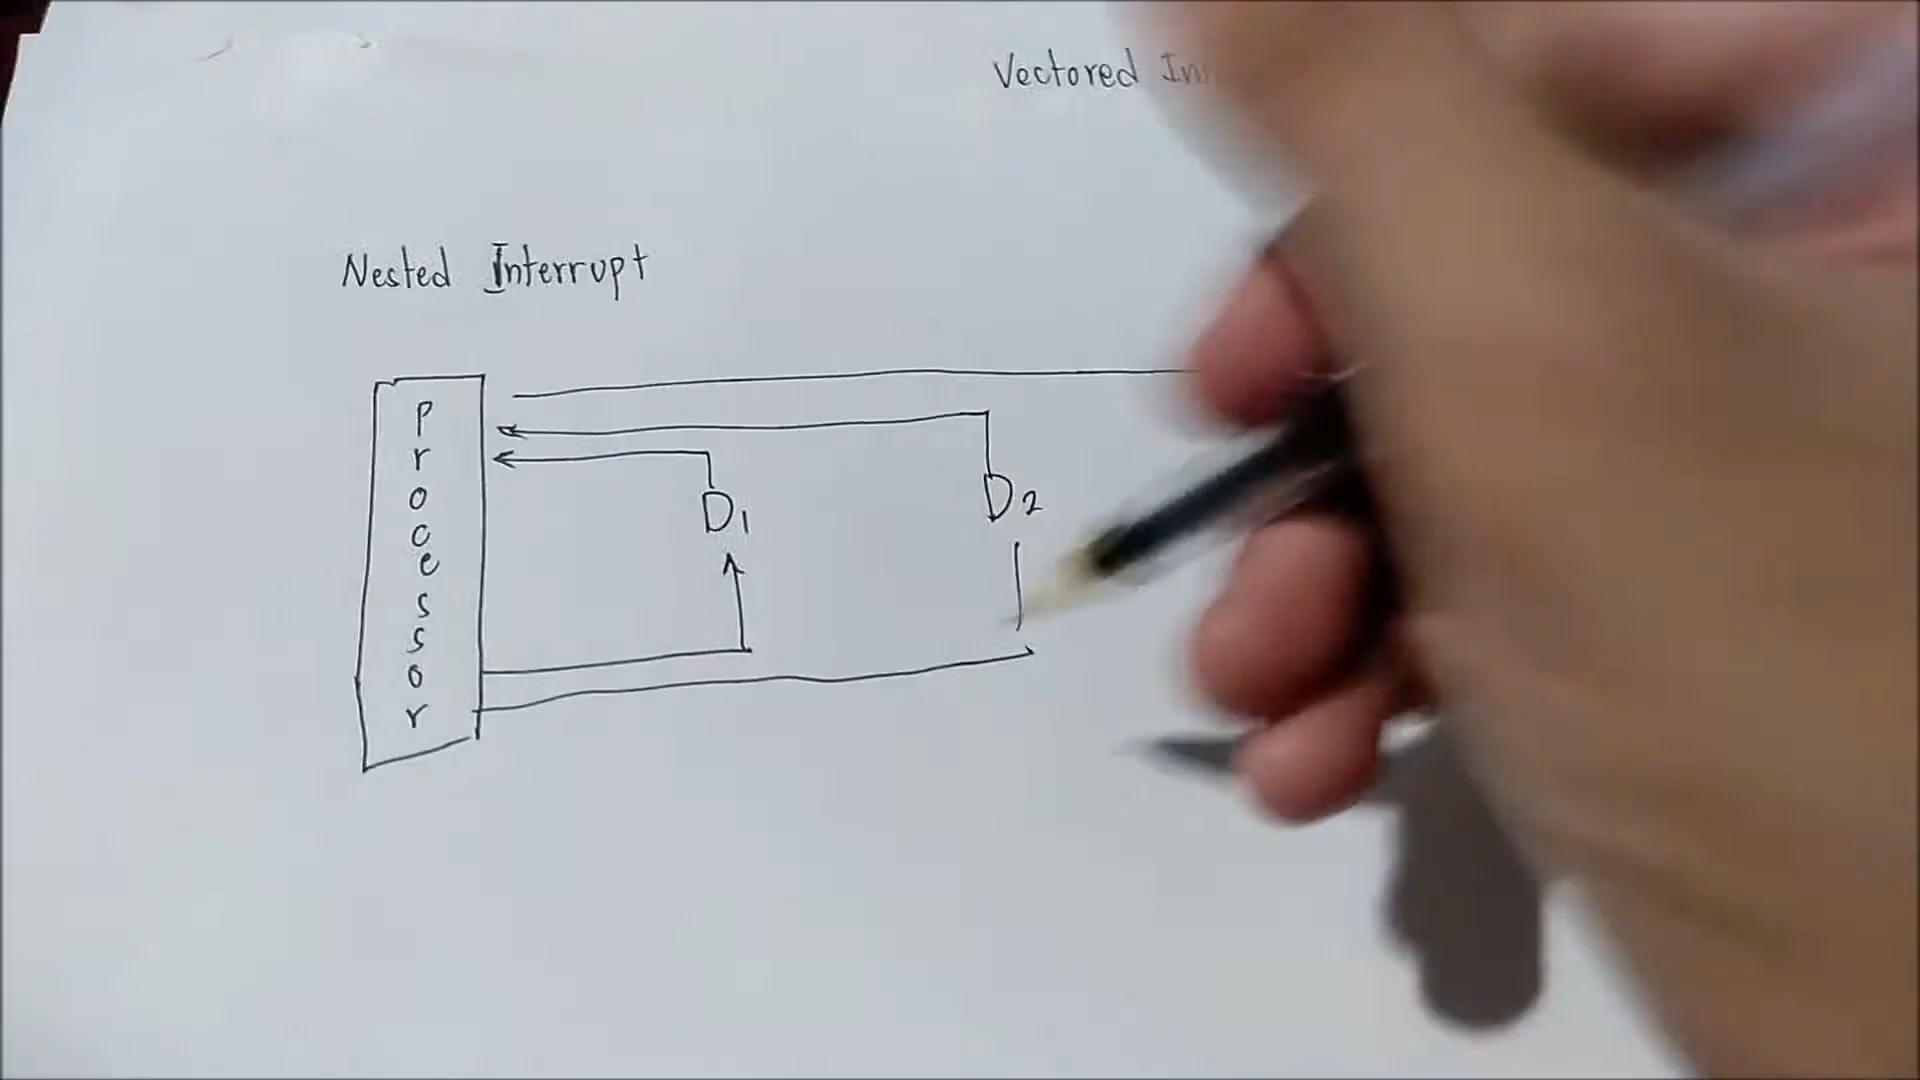 Vectored
Nested Interrupt
Processor
D1
D2